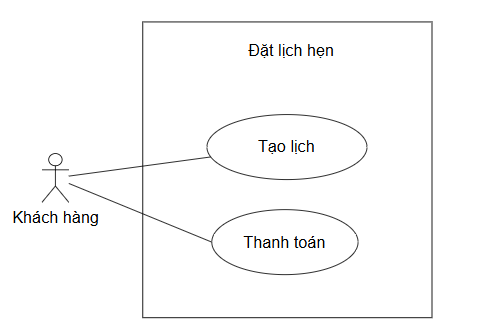 Đặt lịch hẹn
Tạo lịch
Khách hàng
Thanh toán